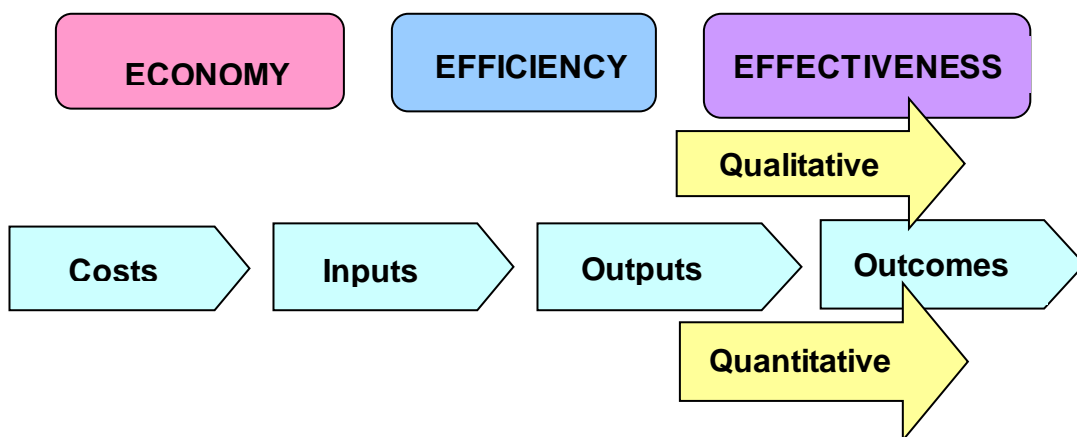 ECONOMY
EFFICIENCY
EFFECTIVENESS
Qualitative
Costs
Inputs
Outputs
Outcomes
Quantitative